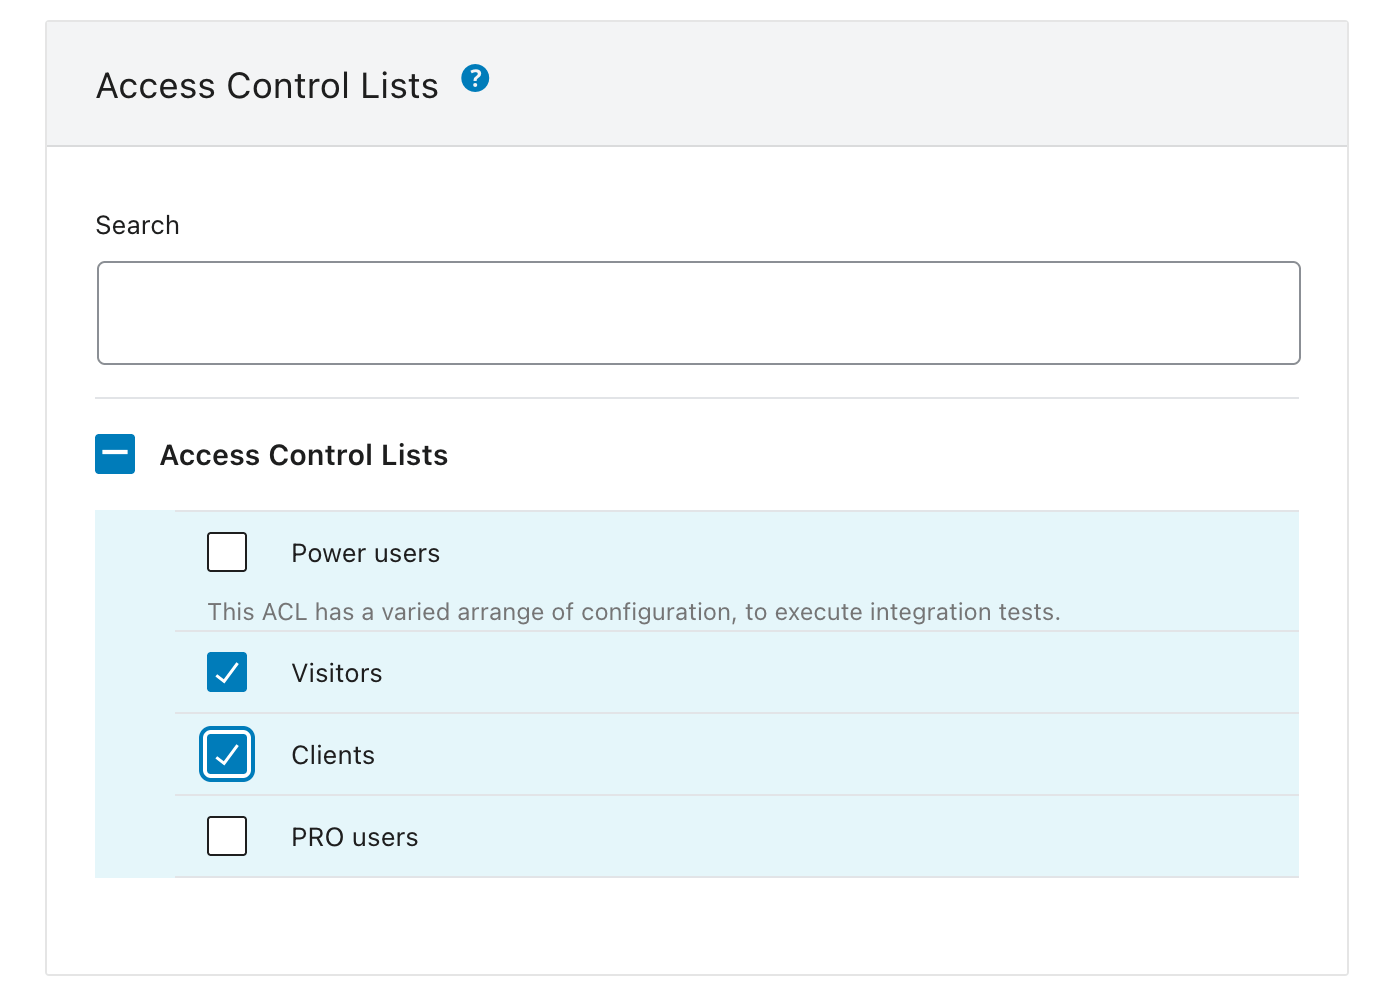 Access Control Lists ?
Search
Access Control Lists
Power users
This ACL has a varied arrange of configuration, to execute integration tests.
Visitors
Clients
PRO users